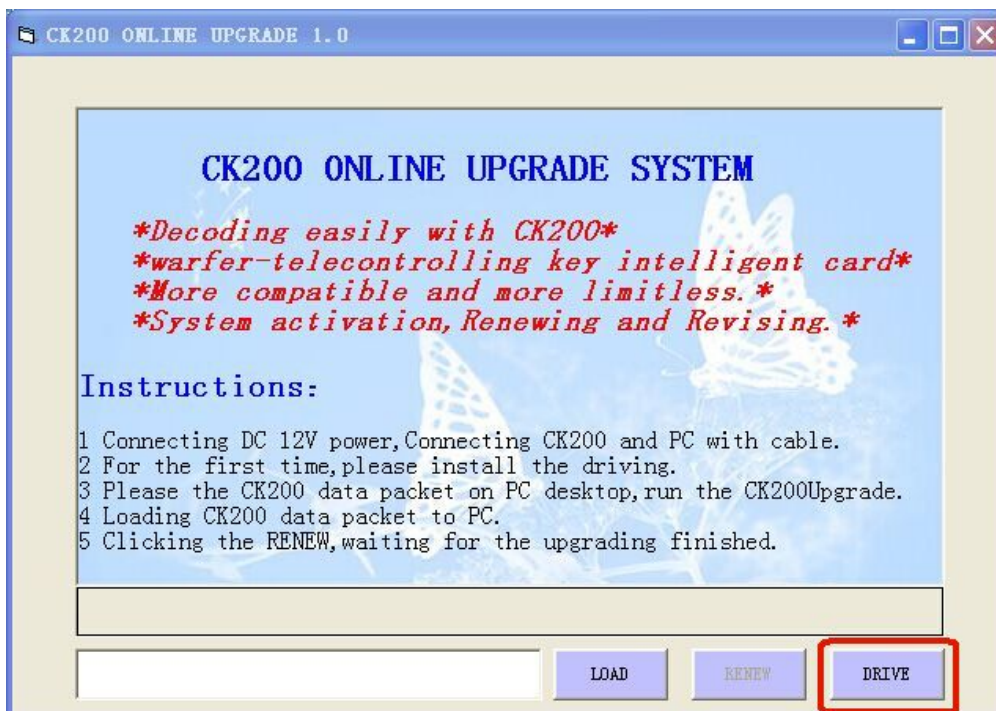 CK200 ONLINE UPGRADE 1.0
CK200 ONLINE UPGRADE SYSTEM
*Decoding easily with CK200*
*warfer-telecontrolling key intelligent card*
*More compatible and more limitless.*
*System activation,Renewing and Revising.*
Instructions:
1 Connecting DC 12V power,Connecting CK200 and PC with cable.
2 For the first time,please install the driving.
3 Please the CK200 data packet on PC desktop,run the CK200Upgrade.
4 Loading CK200 data packet to PC.
5 Clicking the RENEW,waiting for the upgrading finished.
LOAD RENEW DRIVE